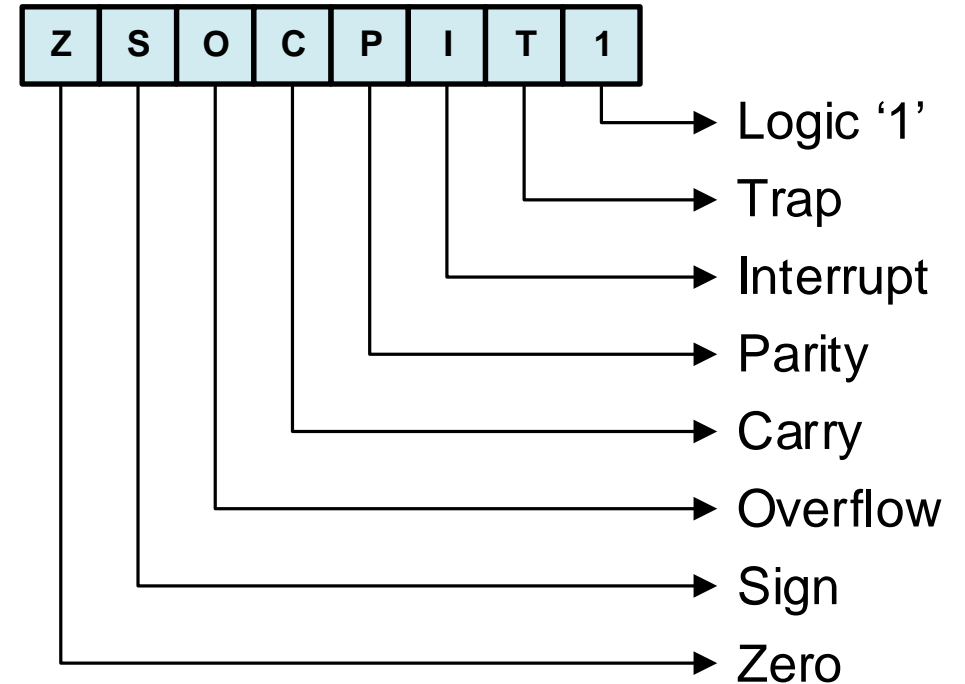 Z S O C P I T 1
Logic ‘1’
Trap
Interrupt
Parity
Carry
Overflow
Sign
Zero